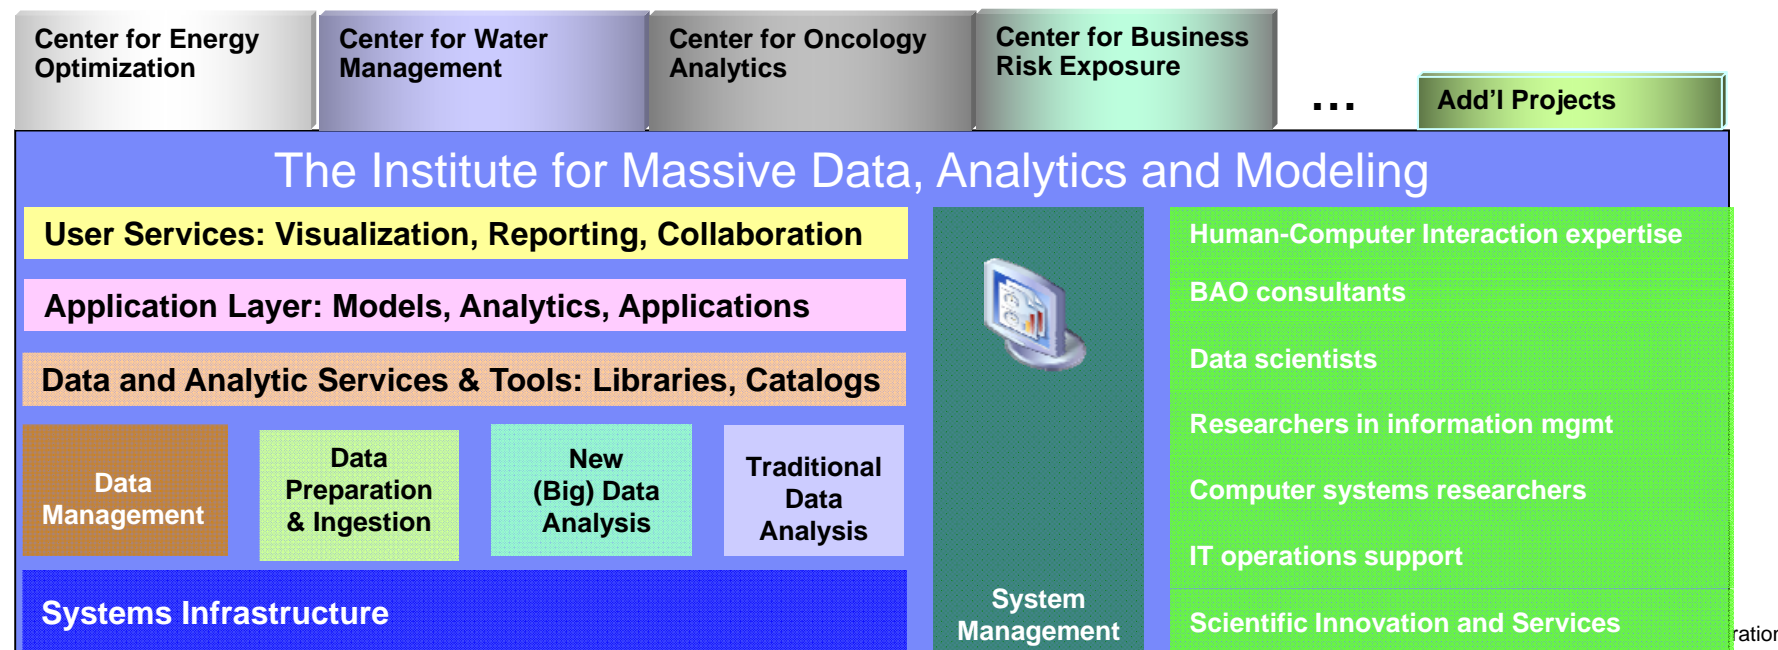 Center for Energy
Optimization
Center for Water
Management
Center for Oncology
Analytics
Center for Business
Risk Exposure
...
Add'l Projects
The Institute for Massive Data, Analytics and Modeling
User Services: Visualization, Reporting, Collaboration
Application Layer: Models, Analytics, Applications
Data and Analytic Services & Tools: Libraries, Catalogs
Data
Management
Data
Preparation
& Ingestion
New
(Big) Data
Analysis
Traditional
Data
Analysis
Systems Infrastructure
System
Management
Human-Computer Interaction expertise
BAO consultants
Data scientists
Researchers in information mgmt
Computer systems researchers
IT operations support
Scientific Innovation and Services